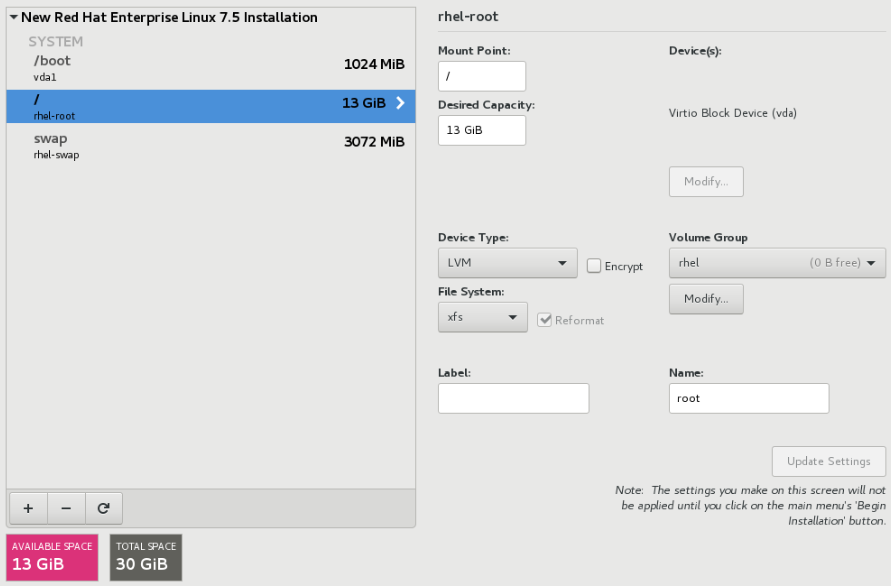 New Red Hat Enterprise Linux 7.5 Installation
SYSTEM
/boot
vda1
1024 MiB
/
rhel-root
13 GiB
swap
rhel-swap
3072 MiB
AVAILABLE SPACE
13 GiB
TOTAL SPACE
30 GiB
rhel-root
Mount Point:
/
Desired Capacity:
13 GiB
Device(s):
Virtio Block Device (vda)
Modify...
Device Type:
LVM
Encrypt
Volume Group
rhel (0 B free)
Modify...
File System:
xfs
Reformat
Label:
Name:
root
Update Settings
Note: The settings you make on this screen will not
be applied until you click on the main menu's 'Begin
Installation' button.